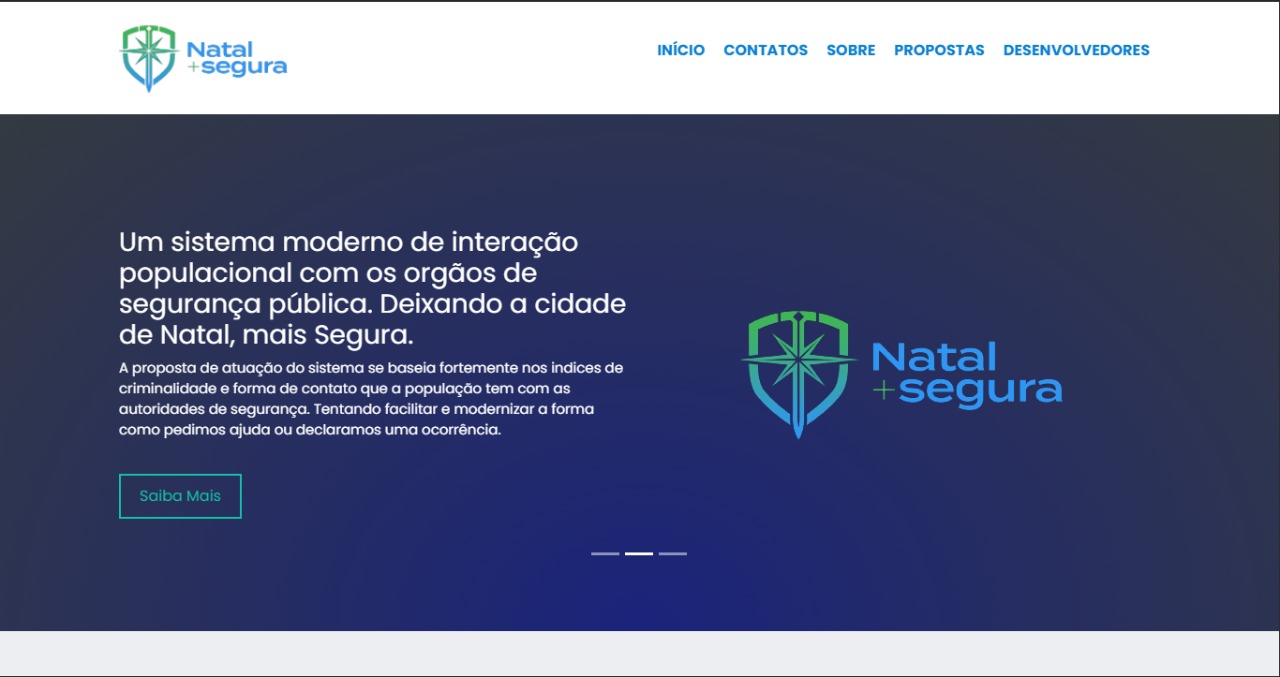 Natal
+segura
INÍCIO CONTATOS SOBRE PROPOSTAS DESENVOLVEDORES
Um sistema moderno de interação
populacional com os orgãos de
segurança pública. Deixando a cidade
de Natal, mais Segura.
A proposta de atuação do sistema se baseia fortemente nos indices de
criminalidade e forma de contato que a população tem com as
autoridades de segurança. Tentando facilitar e modernizar a forma
como pedimos ajuda ou declaramos uma ocorrência.
Saiba Mais
Natal
+segura